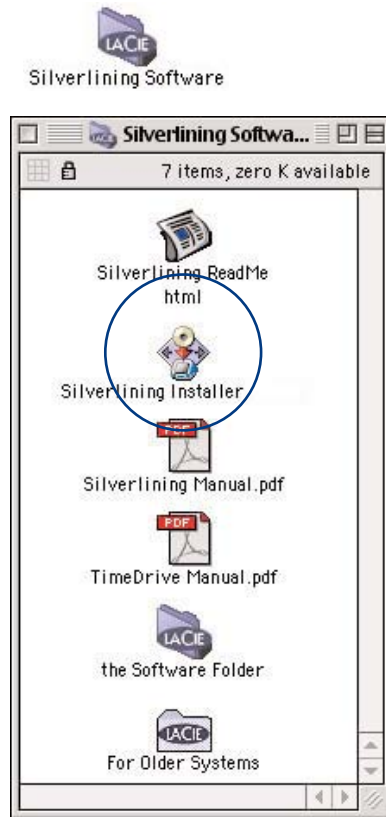 LACIE
Silverlining Software
Silverlining Softwa...
7 items, zero K available
Silverlining ReadMe
html
Silverlining Installer
PDF
Silverlining Manual.pdf
PDF
TimeDrive Manual.pdf
LACIE
the Software Folder
LACIE
For Older Systems